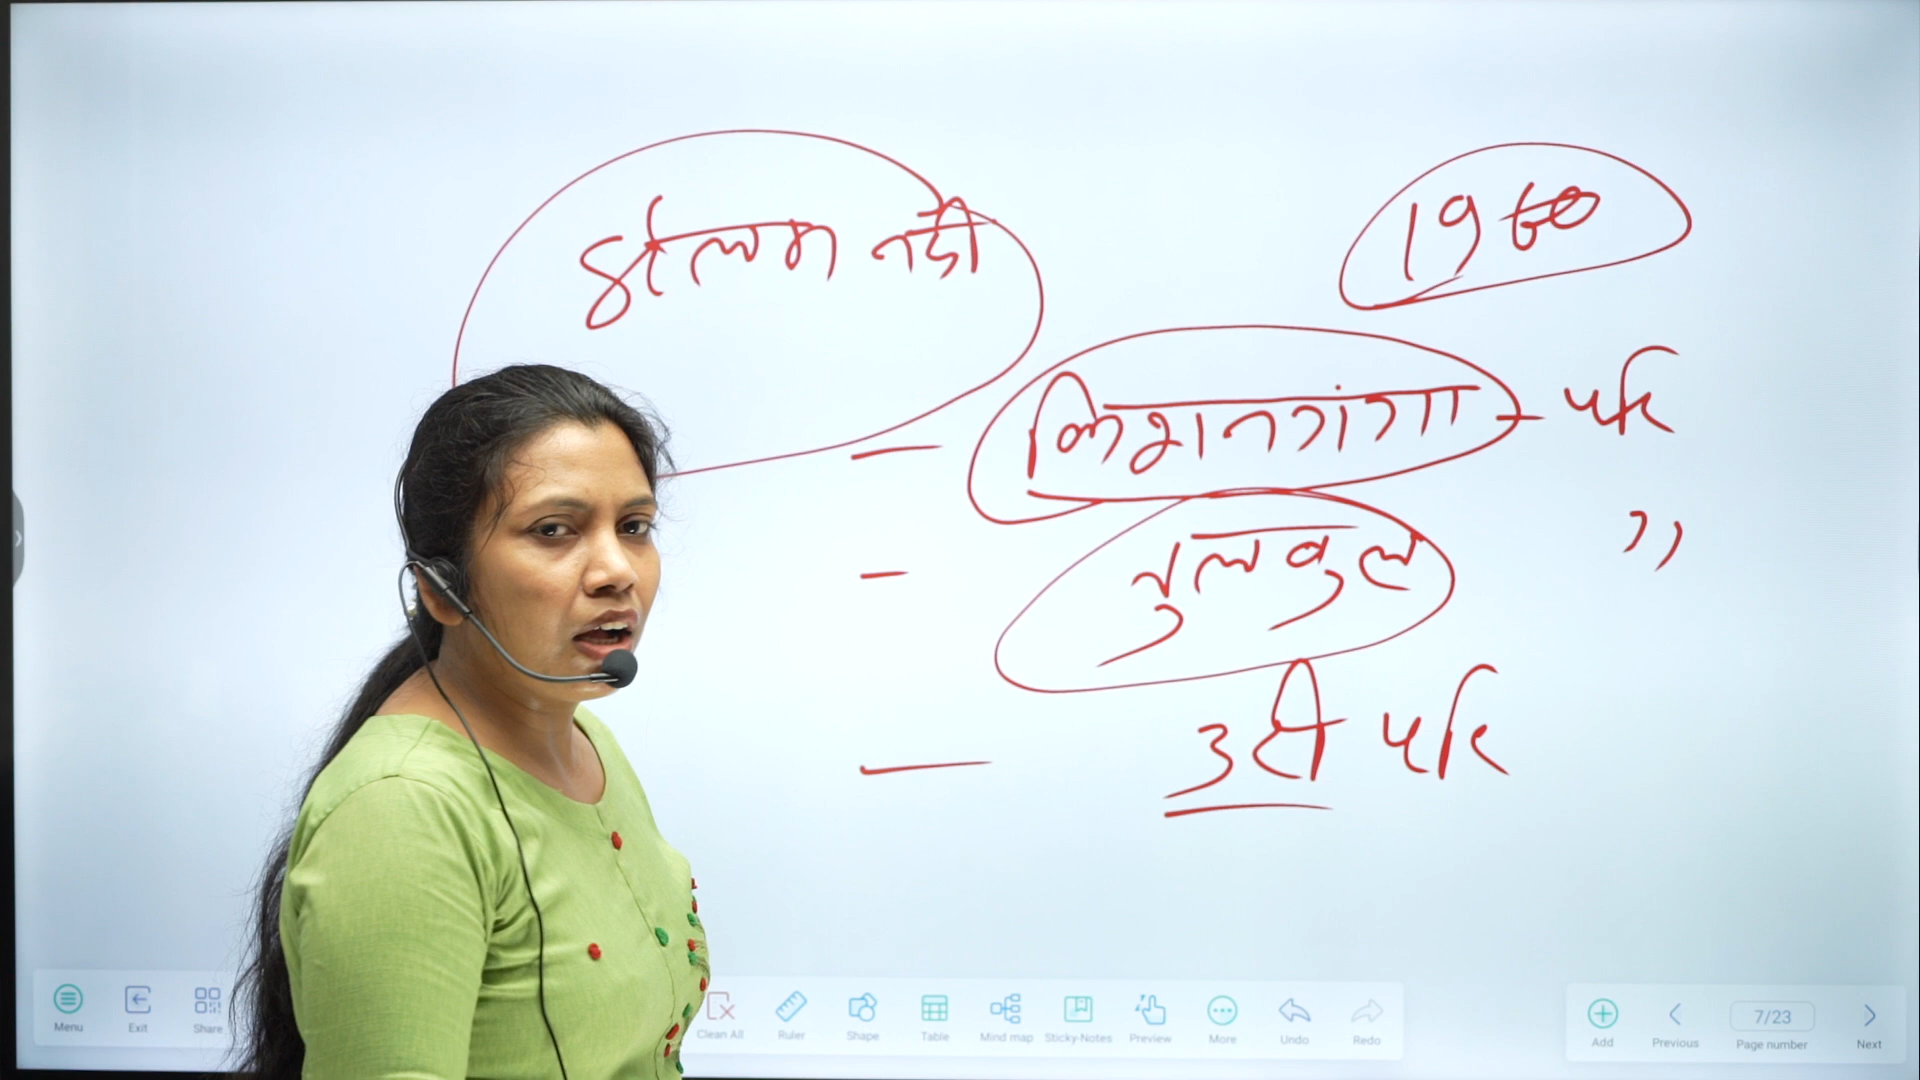 झेलम नदी
1960
- किशनगंगा - परि
- तुलबुल "
- उरी परि
Menu
Exit
Share
Clean All
Ruler
Shape
Table
Mind map
Sticky-Notes
Preview
More
Undo
Redo
Add
Previous
7/23
Page number
Next